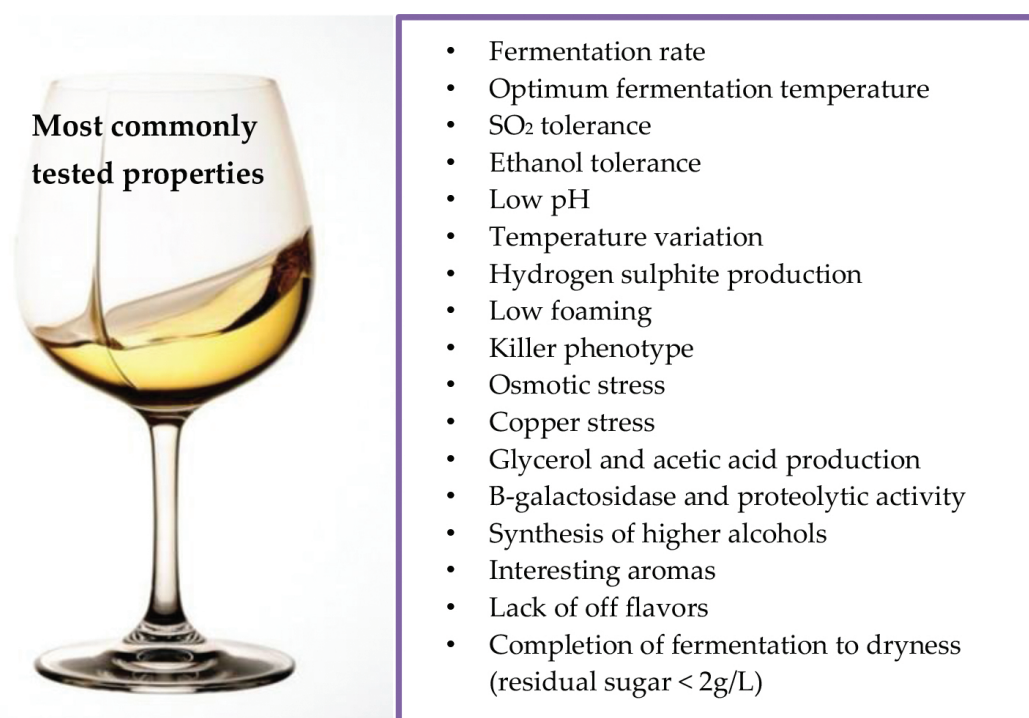 Most commonly
tested properties
• Fermentation rate
• Optimum fermentation temperature
• SO₂ tolerance
• Ethanol tolerance
• Low pH
• Temperature variation
• Hydrogen sulphite production
• Low foaming
• Killer phenotype
• Osmotic stress
• Copper stress
• Glycerol and acetic acid production
• B-galactosidase and proteolytic activity
• Synthesis of higher alcohols
• Interesting aromas
• Lack of off flavors
• Completion of fermentation to dryness
(residual sugar < 2g/L)